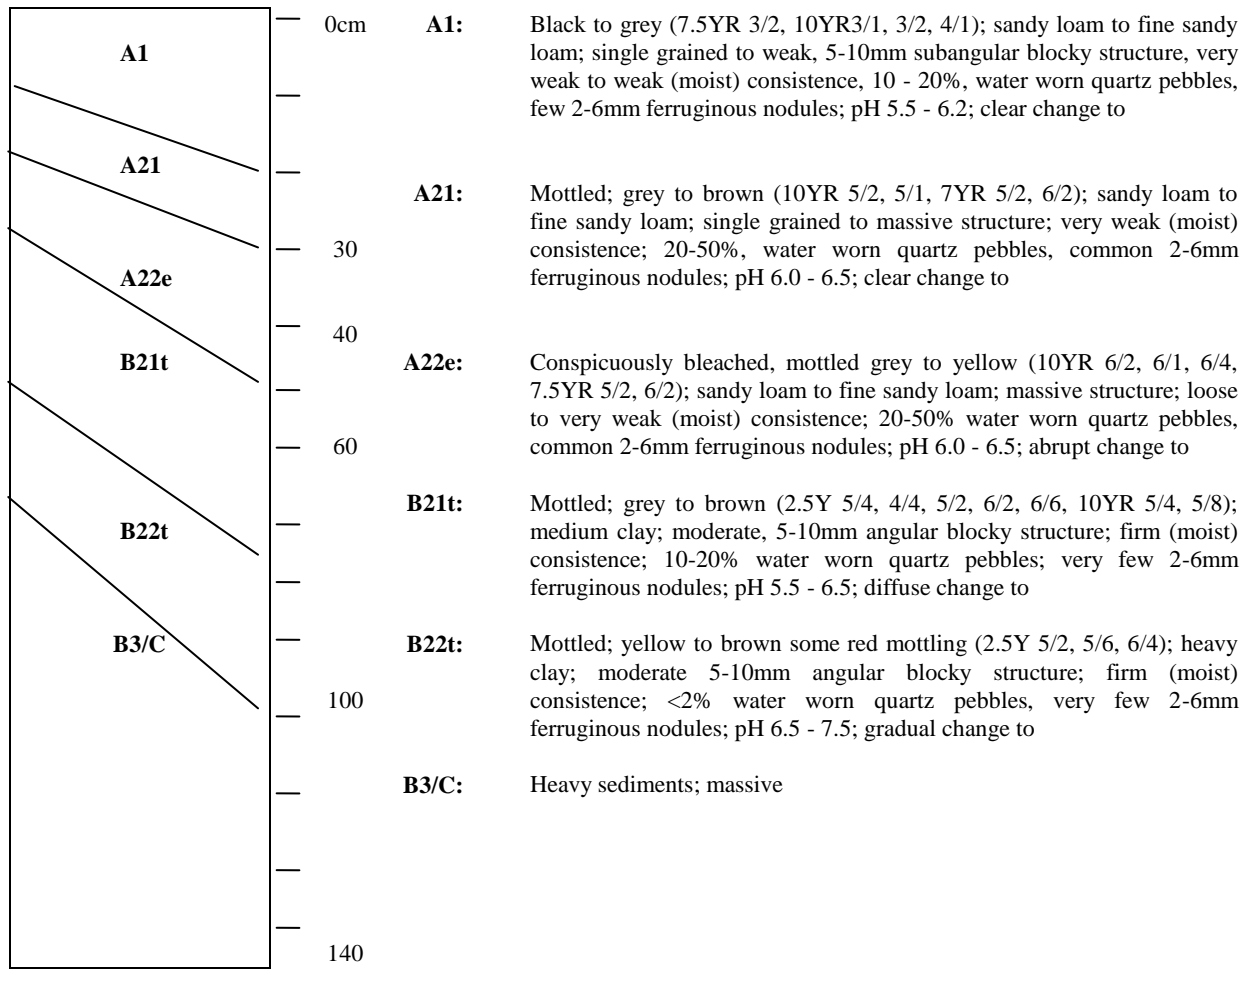 A1
A21
A22e
B21t
B22t
B3/C
0cm
30
40
60
100
140
A1: Black to grey (7.5YR 3/2, 10YR3/1, 3/2, 4/1); sandy loam to fine sandy
loam; single grained to weak, 5-10mm subangular blocky structure, very
weak to weak (moist) consistence, 10 - 20%, water worn quartz pebbles,
few 2-6mm ferruginous nodules; pH 5.5 - 6.2; clear change to
A21: Mottled; grey to brown (10YR 5/2, 5/1, 7YR 5/2, 6/2); sandy loam to
fine sandy loam; single grained to massive structure; very weak (moist)
consistence; 20-50%, water worn quartz pebbles, common 2-6mm
ferruginous nodules; pH 6.0 - 6.5; clear change to
A22e: Conspicuously bleached, mottled grey to yellow (10YR 6/2, 6/1, 6/4,
7.5YR 5/2, 6/2); sandy loam to fine sandy loam; massive structure; loose
to very weak (moist) consistence; 20-50% water worn quartz pebbles,
common 2-6mm ferruginous nodules; pH 6.0 - 6.5; abrupt change to
B21t: Mottled; grey to brown (2.5Y 5/4, 4/4, 5/2, 6/2, 6/6, 10YR 5/4, 5/8);
medium clay; moderate, 5-10mm angular blocky structure; firm (moist)
consistence; 10-20% water worn quartz pebbles; very few 2-6mm
ferruginous nodules; pH 5.5 - 6.5; diffuse change to
B22t: Mottled; yellow to brown some red mottling (2.5Y 5/2, 5/6, 6/4); heavy
clay; moderate 5-10mm angular blocky structure; firm (moist)
consistence; <2% water worn quartz pebbles, very few 2-6mm
ferruginous nodules; pH 6.5 - 7.5; gradual change to
B3/C: Heavy sediments; massive